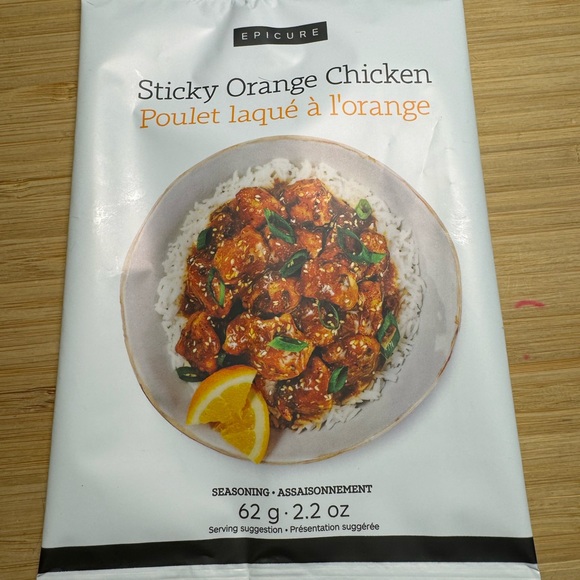 EPICURE
Sticky Orange Chicken
Poulet laqué à l'orange
SEASONING • ASSAISONNEMENT
62 g · 2.2 oz
Serving suggestion • Présentation suggérée